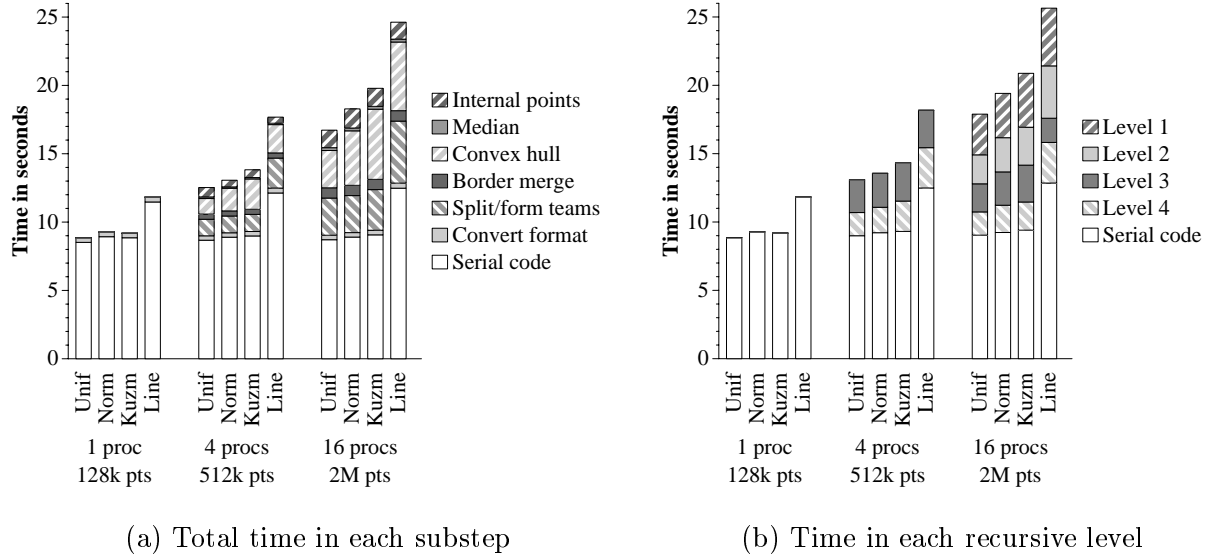 Time in seconds
25
20
15
10
5
0
Unif
Norm
Kuzm
Line
Unif
Norm
Kuzm
Line
Unif
Norm
Kuzm
Line
1 proc
128k pts
4 procs
512k pts
16 procs
2M pts
Internal points
Median
Convex hull
Border merge
Split/form teams
Convert format
Serial code
(a) Total time in each substep
Time in seconds
25
20
15
10
5
0
Unif
Norm
Kuzm
Line
Unif
Norm
Kuzm
Line
Unif
Norm
Kuzm
Line
1 proc
128k pts
4 procs
512k pts
16 procs
2M pts
Level 1
Level 2
Level 3
Level 4
Serial code
(b) Time in each recursive level